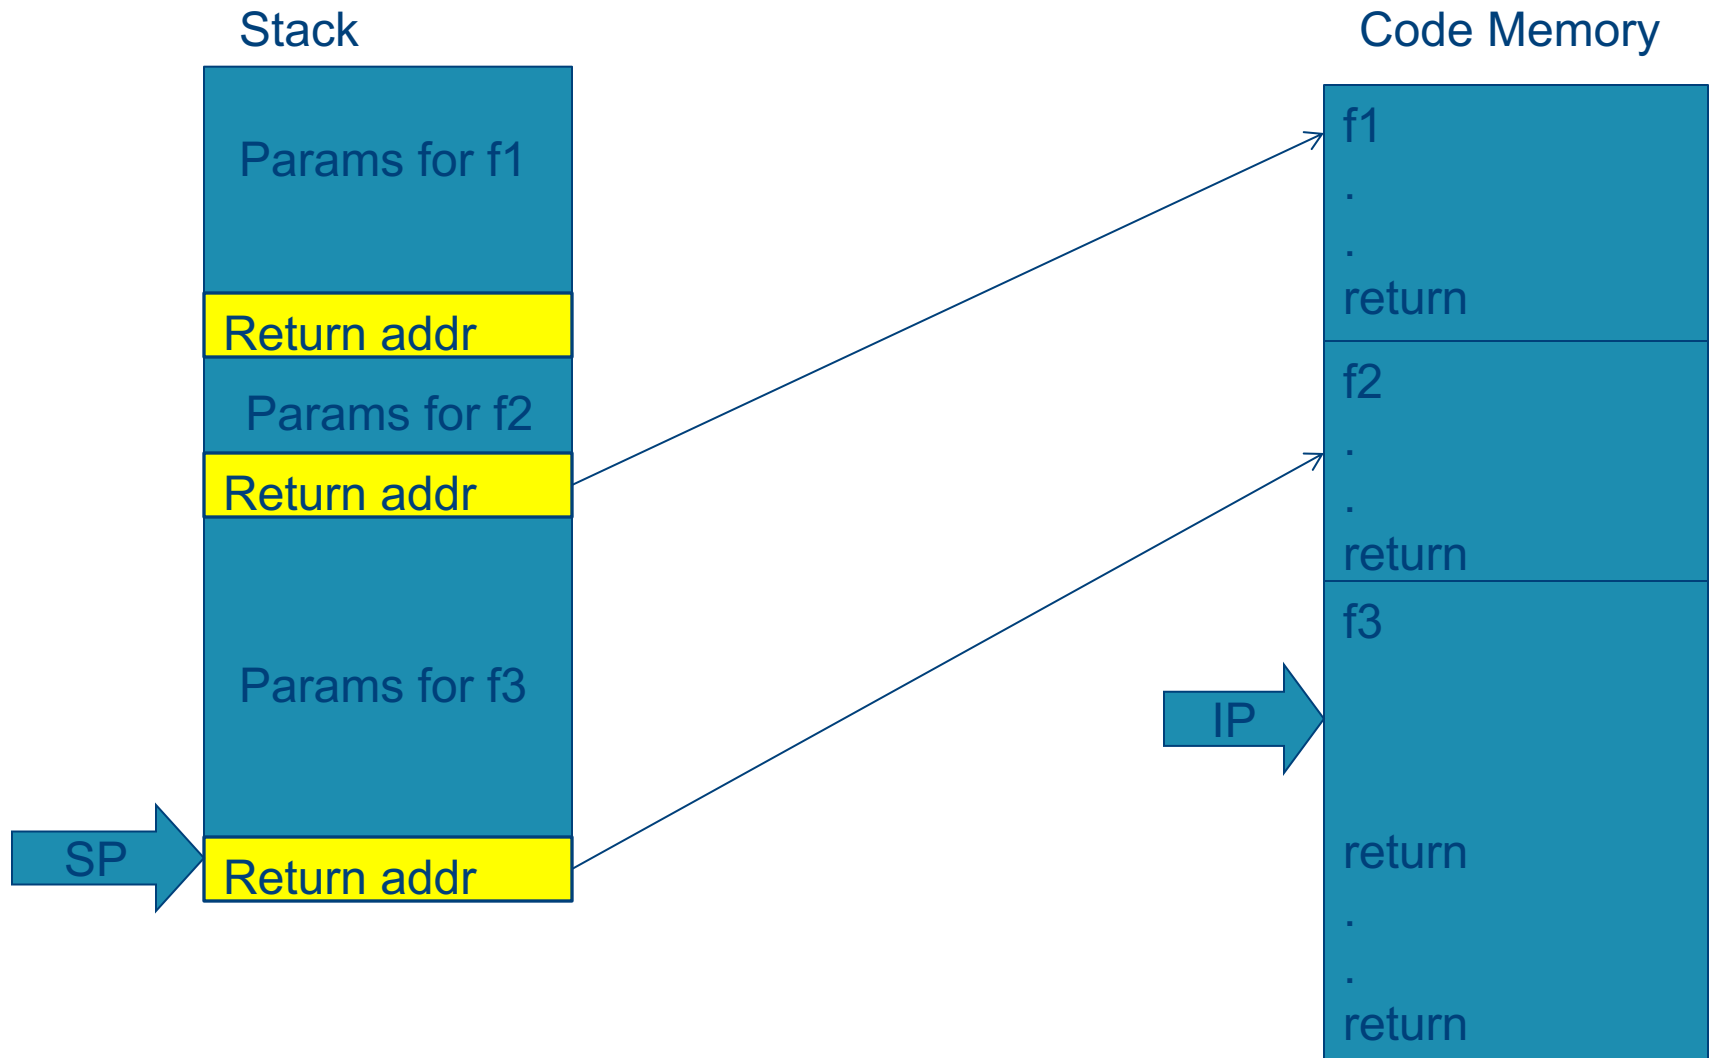 Stack
Params for f1
Return addr
Params for f2
Return addr
Params for f3
SP
Return addr
Code Memory
f1
.
.
return
f2
.
.
return
f3
IP
return
.
.
return